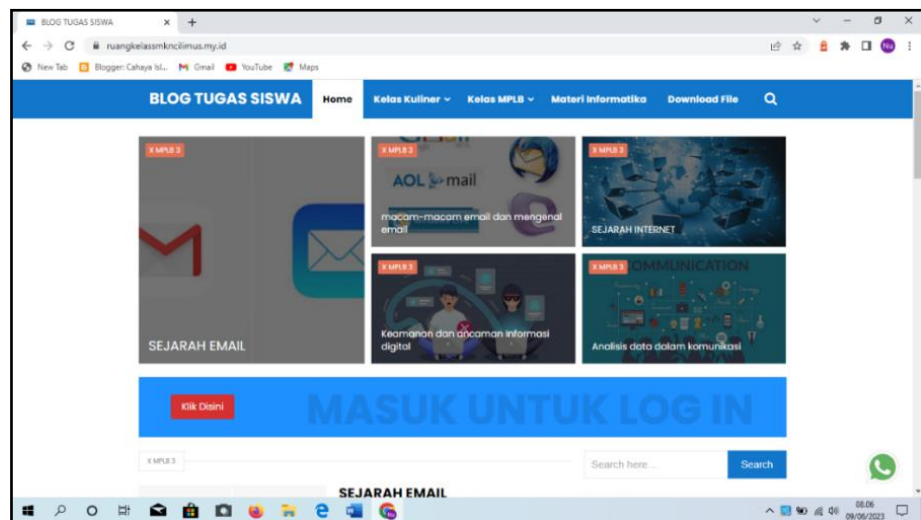 BLOG TUGAS SISWA
ruangkelassmkncilimus.my.id
New Tab
Blogger: Cahaya Isl...
Gmail
YouTube
Maps
BLOG TUGAS SISWA
Home
Kelas Kuliner
Kelas MPLB
Materi Informatika
Download File
X MPLB 3
SEJARAH EMAIL
X MPLB 3
AOL mail
macam-macam email dan mengenal
email
X MPLB 3
SEJARAH INTERNET
X MPLB 3
Keamanan dan ancaman informasi
digital
X MPLB 3
COMMUNICATION
Analisis data dalam komunikasi
Klik Disini
MASUK UNTUK LOG IN
X MPLB 3
Search here...
Search
SEJARAH EMAIL
Nu
08.06
09/06/2023